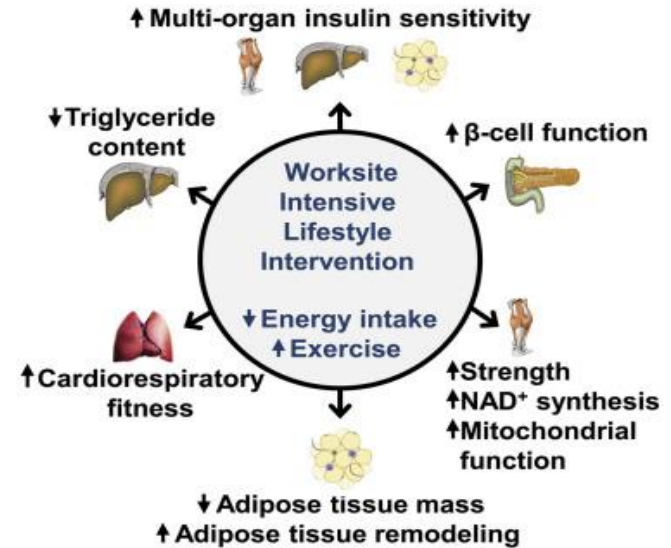 ↑ Multi-organ insulin sensitivity
↓Triglyceride
content
↑ β-cell function
Worksite
Intensive
Lifestyle
Intervention
↓Energy intake
↑Exercise
↑Cardiorespiratory
fitness
↑Strength
↑NAD⁺ synthesis
↑Mitochondrial
function
↓ Adipose tissue mass
↑ Adipose tissue remodeling